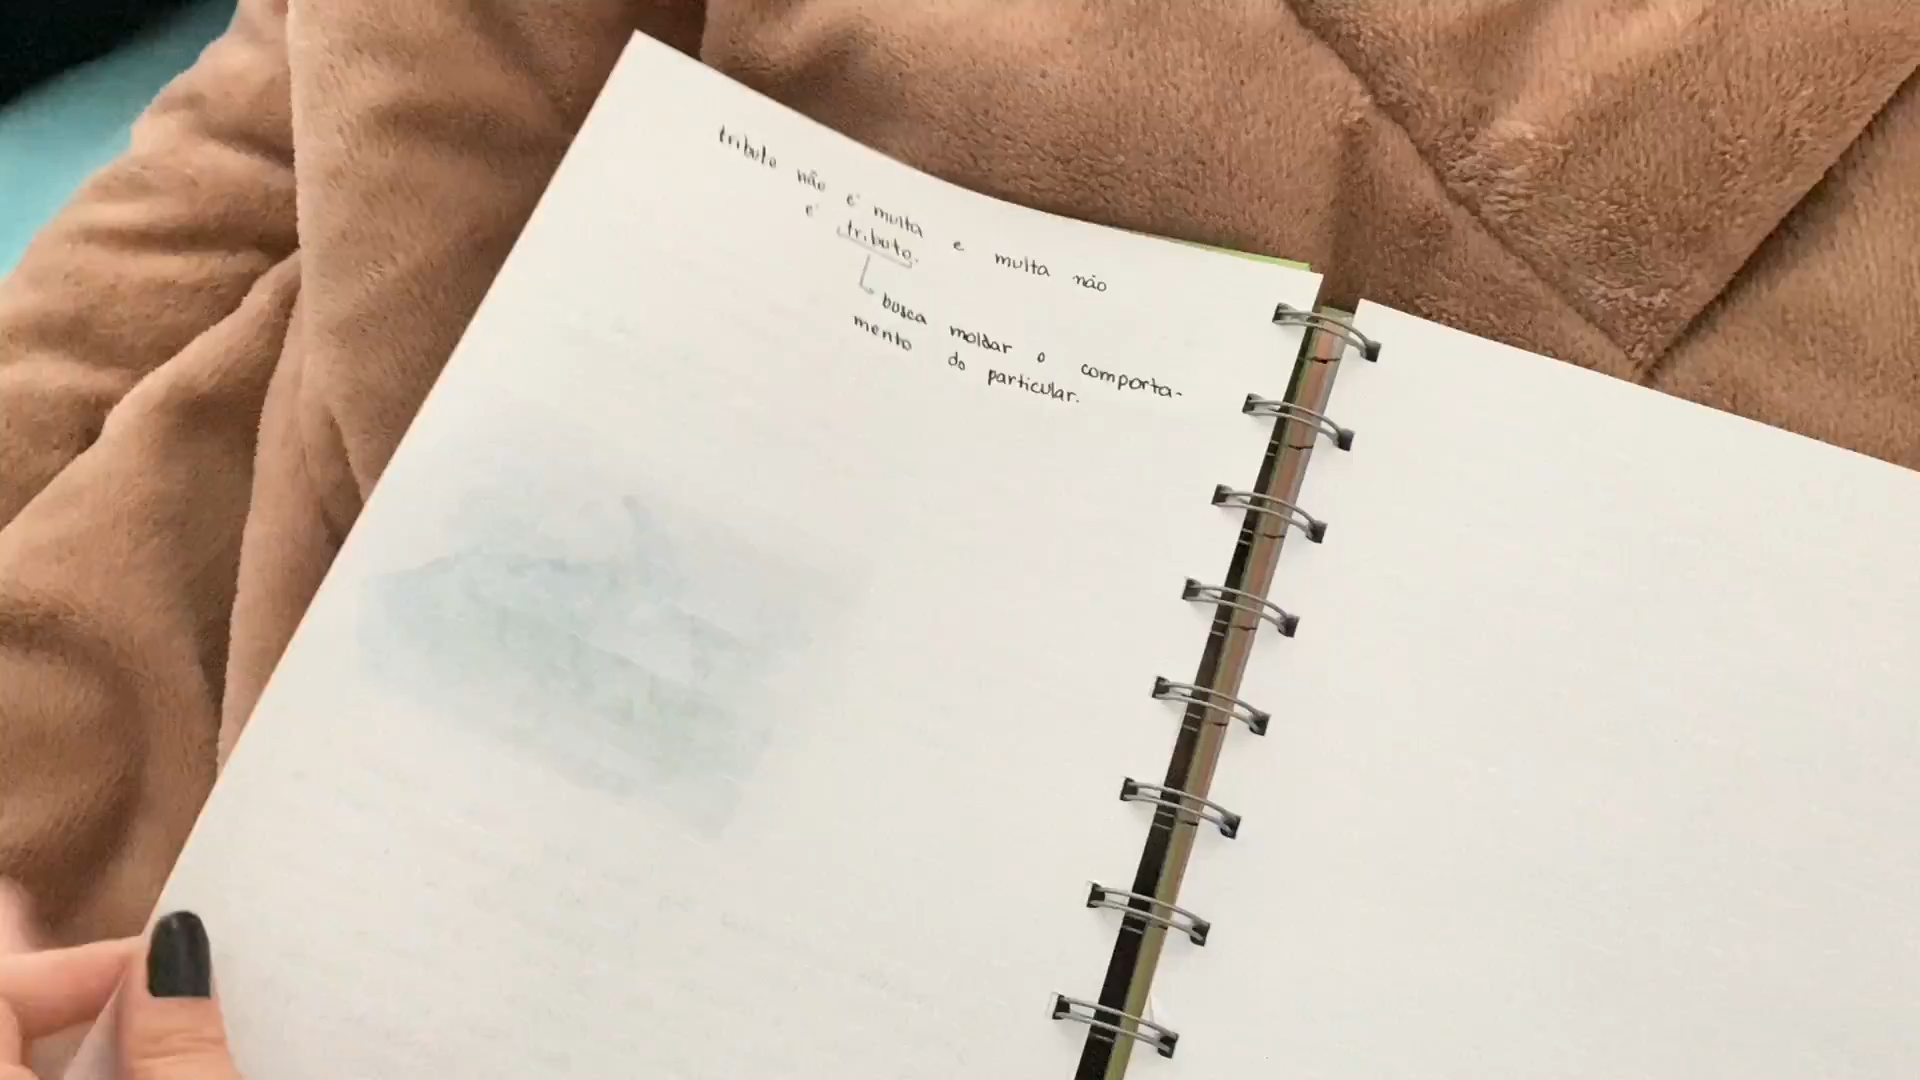 tributo não é multa e multa não
é tributo.
busca moldar o comporta-
mento do particular.